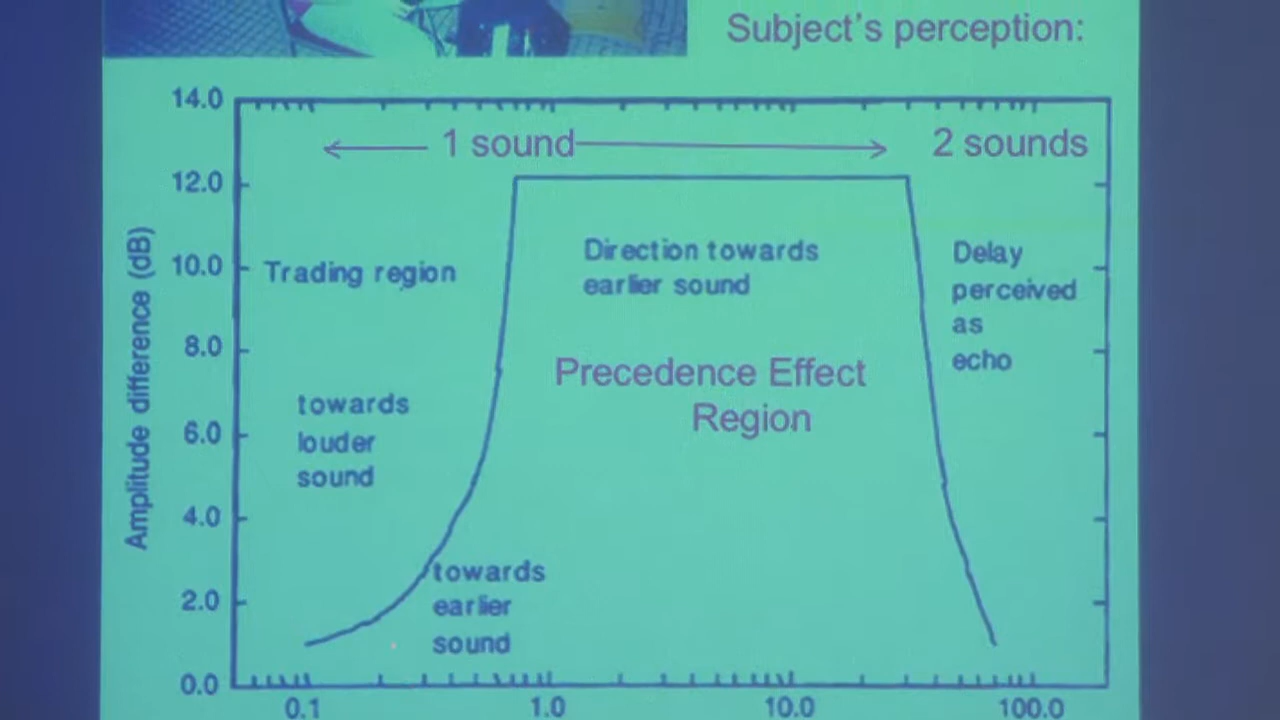 Subject's perception:
14.0
1 sound
2 sounds
12.0
Direction towards
earlier sound
Delay
perceived
as
echo
10.0
Trading region
8.0
Precedence Effect
Region
towards
louder
sound
6.0
4.0
towards
earlier
sound
2.0
0.0
0.1
1.0
10.0
100.0
Amplitude difference (dB)